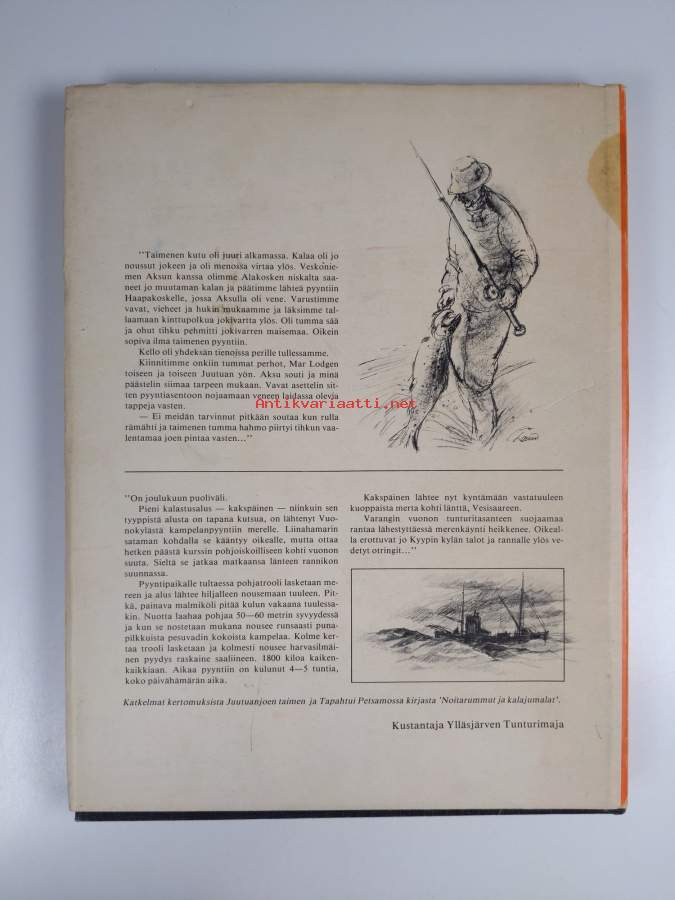 "Taimenen kutu oli juuri alkamassa. Kalaa oli jo
noussut jokeen ja oli menossa virtaa ylös. Veskonie-
men Aksun kanssa olimme Alakosken niskalta saa-
neet jo muutaman kalan ja päätimme lähteä pyyntiin
Haapakoskelle, jossa Aksulla oli vene. Varustimme
vavat, vieheet ja hukin mukaamme ja läksimme tal-
laamaan kinttupolkua jokivartta ylös. Oli tumma sää
ja ohut tihku pehmitti jokivarren maisemaa. Oikein
sopiva ilma taimenen pyyntiin.
Kello oli yhdeksän tienoissa perille tullessamme.
Kiinnitimme onkiin tummat perhot, Mar Lodgen
toiseen ja toiseen Juutuan yön. Aksu souti ja minä
päästelin siimaa tarpeen mukaan. Vavat asettelin sit-
ten pyyntiasentoon nojaamaan veneen laidassa olevia
tappeja vasten.
— Ei meidän tarvinnut pitkään soutaa kun rulla
rämähti ja taimenen tumma hahmo piirtyi tihkun vaa-
lentamaa joen pintaa vasten..."
Antikvariaatti.net
"On joulukuun puoliväli.
Pieni kalastusalus — kakspäinen — niinkuin sen
tyyppistä alusta on tapana kutsua, on lähtenyt Vuo-
nokylästä kampelanpyyntiin merelle. Liinahamarin
sataman kohdalla se kääntyy oikealle, mutta ottaa
hetken päästä kurssin pohjoiskoilliseen kohti vuonon
suuta. Sieltä se jatkaa matkaansa länteen rannikon
suunnassa.
Pyyntipaikalle tultaessa pohjatrooli lasketaan me-
reen ja alus lähtee hiljalleen nousemaan tuuleen. Pit-
kä, painava malmiköli pitää kulun vakaana tuulessa-
kin. Nuotta laahaa pohjaa 50—60 metrin syvyydessä
ja kun se nostetaan mukana nousee runsaasti puna-
pilkkuista pesuvadin kokoista kampelaa. Kolme ker-
taa trooli lasketaan ja kolmesti nousee harvasilmäi-
nen pyydys raskaine saaliineen. 1800 kiloa kaiken-
kaikkiaan. Aikaa pyyntiin on kulunut 4—5 tuntia,
koko päivähämärän aika.
Kakspäinen lähtee nyt kyntämään vastatuuleen
kuoppaista merta kohti länttä, Vesisaareen.
Varangin vuonon tunturitasanteen suojaamaa
rantaa lähestyttäessä merenkäynti heikkenee. Oikeal-
la erottuvat jo Kyypin kylän talot ja rannalle ylös ve-
detyt otringit..."
Katkelmat kertomuksista Juutuanjoen taimen ja Tapahtui Petsamossa kirjasta 'Noitarummut ja kalajumalat'.
Kustantaja Ylläsjärven Tunturimaja